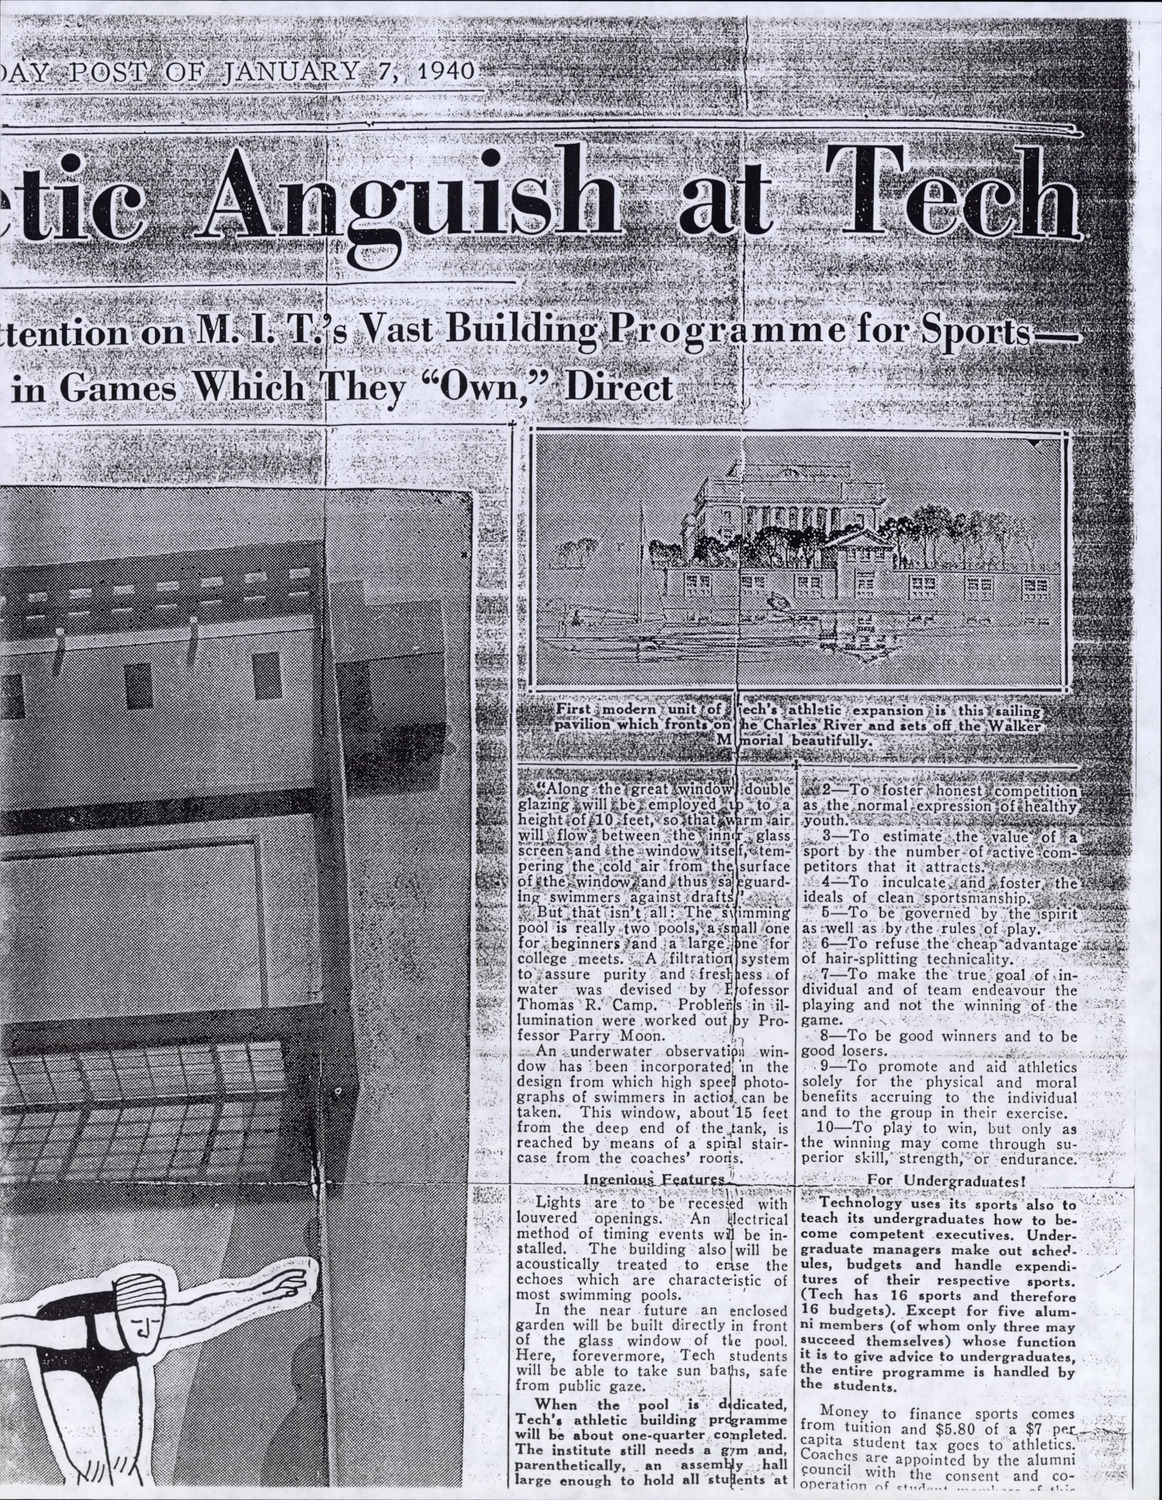 DAY POST OF JANUARY 7, 1940
etic Anguish at Tech
ttention on M. I. T.'s Vast Building Programme for Sports—
in Games Which They “Own,” Direct
First modern unit of Tech's athletic expansion is this sailing
pavilion which fronts on the Charles River and sets off the Walker
Memorial beautifully.
“Along the great window double
glazing will be employed up to a
height of 10 feet, so that warm air
will flow between the inner glass
screen and the window itself, tem-
pering the cold air from the surface
of the window and thus safeguard-
ing swimmers against drafts.”
But that isn't all: The swimming
pool is really two pools, a small one
for beginners and a large one for
college meets. A filtration system
to assure purity and freshness of
water was devised by Professor
Thomas R. Camp. Problems in il-
lumination were worked out by Pro-
fessor Parry Moon.
An underwater observation win-
dow has been incorporated in the
design from which high speed photo-
graphs of swimmers in action can be
taken. This window, about 15 feet
from the deep end of the tank, is
reached by means of a spiral stair-
case from the coaches' rooms.
Ingenious Features
Lights are to be recessed with
louvered openings. An electrical
method of timing events will be in-
stalled. The building also will be
acoustically treated to erase the
echoes which are characteristic of
most swimming pools.
In the near future an enclosed
garden will be built directly in front
of the glass window of the pool.
Here, forevermore, Tech students
will be able to take sun baths, safe
from public gaze.
When the pool is dedicated,
Tech's athletic building programme
will be about one-quarter completed.
The institute still needs a gym and,
parenthetically, an assembly hall
large enough to hold all students at
2—To foster honest competition
as the normal expression of healthy
youth.
3—To estimate the value of a
sport by the number of active com-
petitors that it attracts.
4—To inculcate and foster the
ideals of clean sportsmanship.
5—To be governed by the spirit
as well as by the rules of play.
6—To refuse the cheap advantage
of hair-splitting technicality.
7—To make the true goal of in-
dividual and of team endeavour the
playing and not the winning of the
game.
8—To be good winners and to be
good losers.
9—To promote and aid athletics
solely for the physical and moral
benefits accruing to the individual
and to the group in their exercise.
10—To play to win, but only as
the winning may come through su-
perior skill, strength, or endurance.
For Undergraduates!
Technology uses its sports also to
teach its undergraduates how to be-
come competent executives. Under-
graduate managers make out sched-
ules, budgets and handle expendi-
tures of their respective sports.
(Tech has 16 sports and therefore
16 budgets). Except for five alum-
ni members (of whom only three may
succeed themselves) whose function
it is to give advice to undergraduates,
the entire programme is handled by
the students.
Money to finance sports comes
from tuition and $5.80 of a $7 per
capita student tax goes to athletics.
Coaches are appointed by the alumni
council with the consent and co-
operation of student members of this